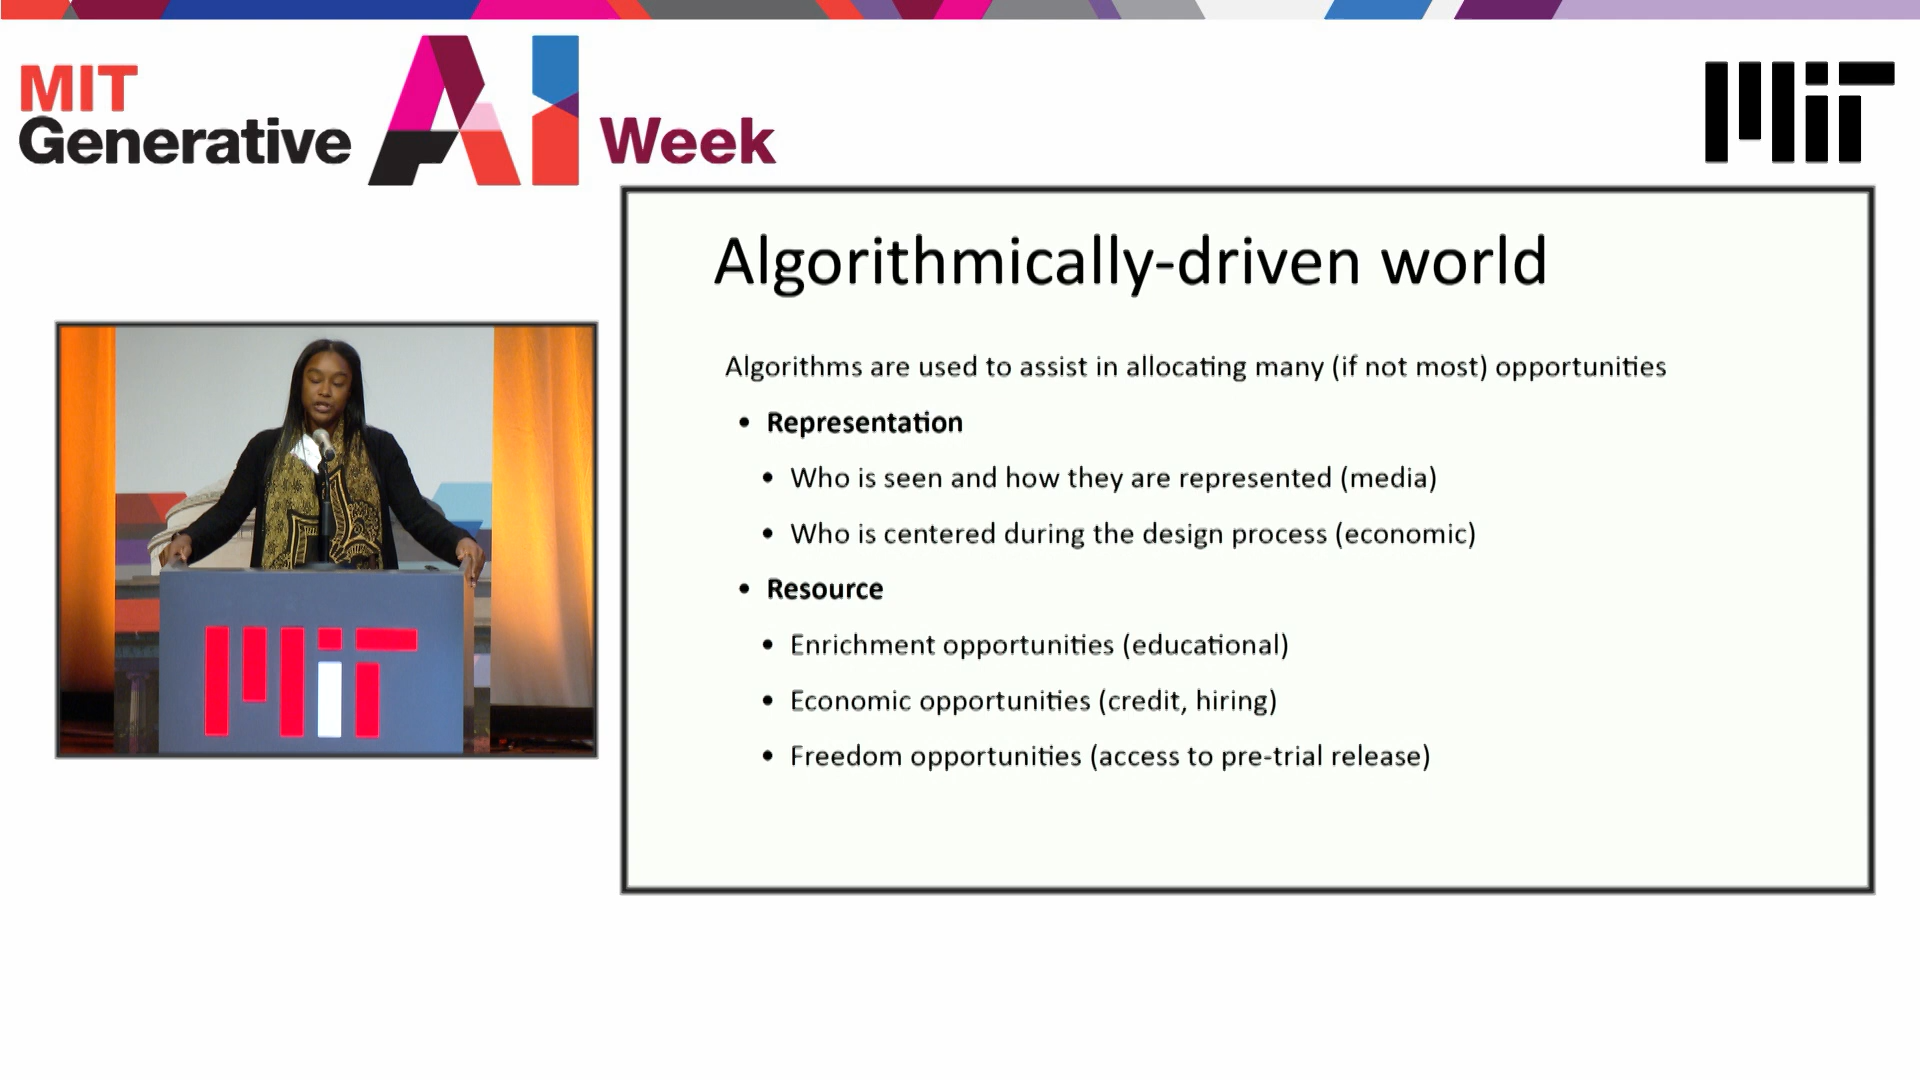 MIT
Generative AI Week
MIT
Algorithmically-driven world
Algorithms are used to assist in allocating many (if not most) opportunities
• Representation
• Who is seen and how they are represented (media)
• Who is centered during the design process (economic)
• Resource
• Enrichment opportunities (educational)
• Economic opportunities (credit, hiring)
• Freedom opportunities (access to pre-trial release)
MIT